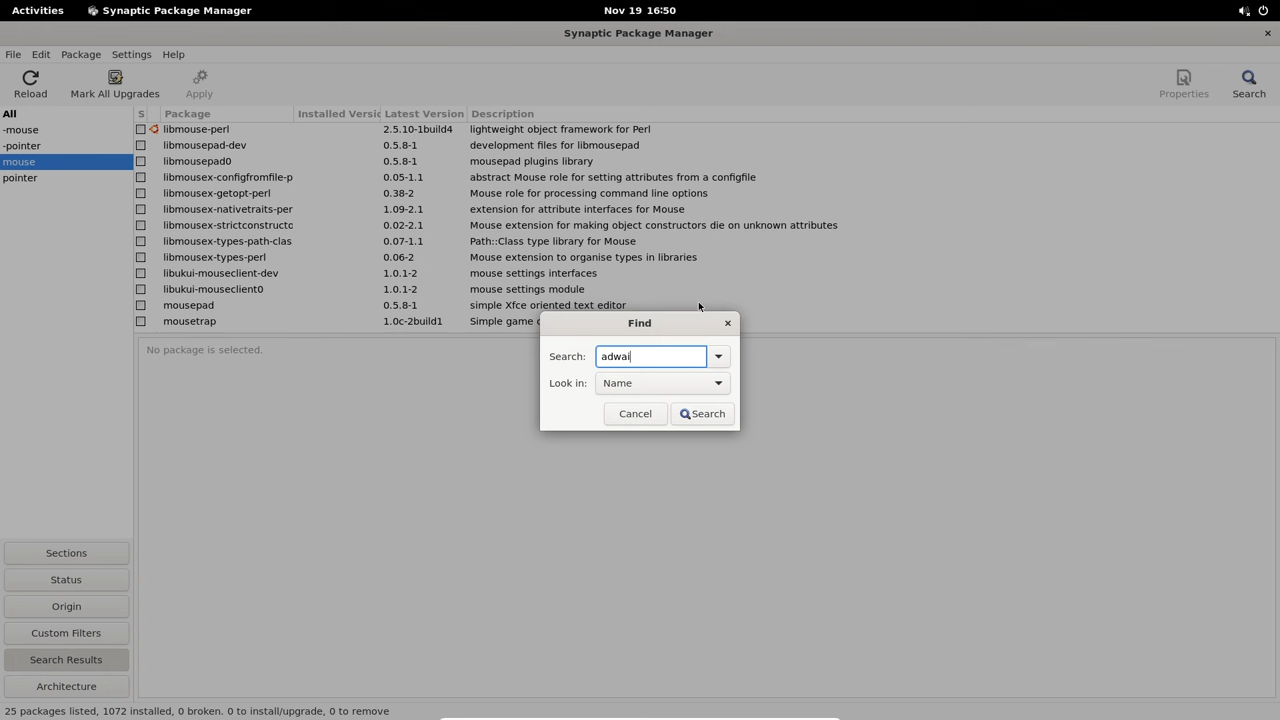 Activities Synaptic Package Manager Nov 19 16:50
Synaptic Package Manager
File Edit Package Settings Help
Reload Mark All Upgrades Apply Properties Search
All
-mouse
-pointer
mouse
pointer
S Package Installed Versic Latest Version Description
libmouse-perl 2.5.10-1build4 lightweight object framework for Perl
libmousepad-dev 0.5.8-1 development files for libmousepad
libmousepad0 0.5.8-1 mousepad plugins library
libmousex-configfromfile-p 0.05-1.1 abstract Mouse role for setting attributes from a configfile
libmousex-getopt-perl 0.38-2 Mouse role for processing command line options
libmousex-nativetraits-per 1.09-2.1 extension for attribute interfaces for Mouse
libmousex-strictconstructo 0.02-2.1 Mouse extension for making object constructors die on unknown attributes
libmousex-types-path-clas 0.07-1.1 Path::Class type library for Mouse
libmousex-types-perl 0.06-2 Mouse extension to organise types in libraries
libukui-mouseclient-dev 1.0.1-2 mouse settings interfaces
libukui-mouseclient0 1.0.1-2 mouse settings module
mousepad 0.5.8-1 simple Xfce oriented text editor
mousetrap 1.0c-2build1 Simple game
No package is selected.
Find
Search: adwai
Look in: Name
Cancel Search
Sections
Status
Origin
Custom Filters
Search Results
Architecture
25 packages listed, 1072 installed, 0 broken. 0 to install/upgrade, 0 to remove